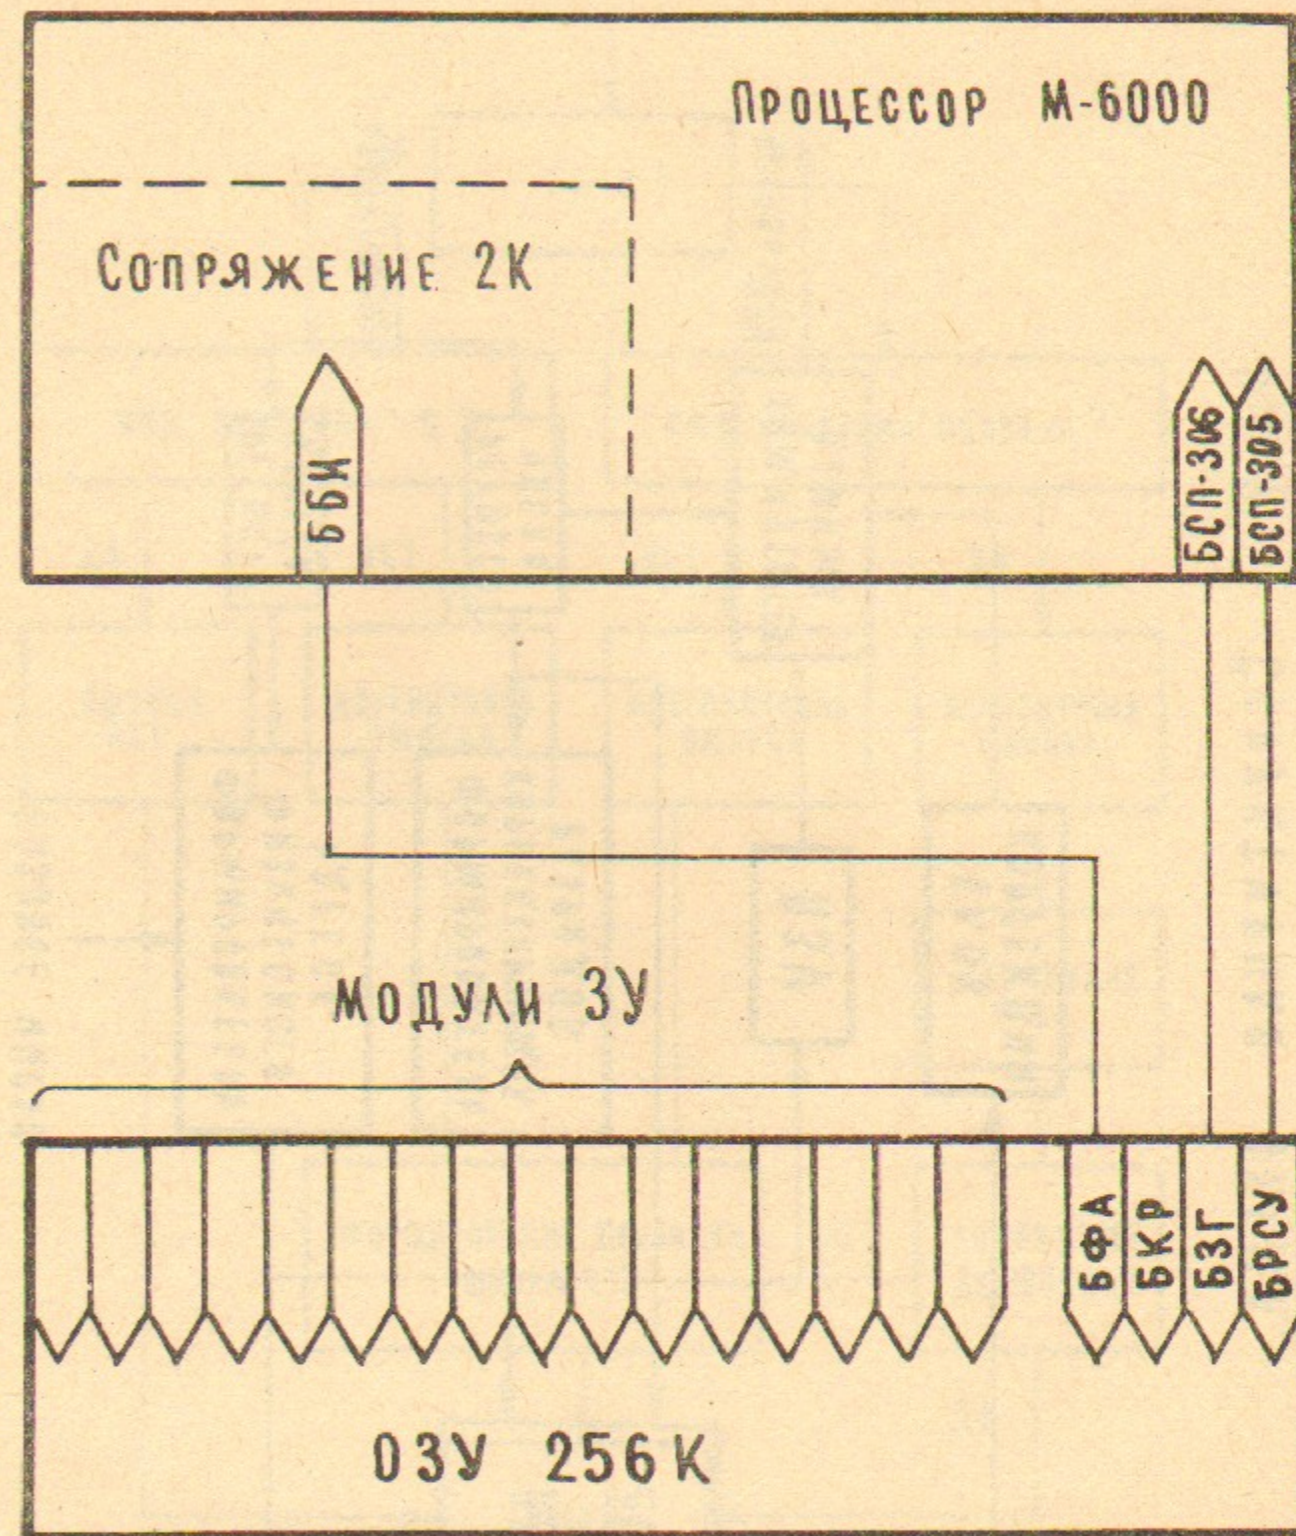 ПРОЦЕССОР М-6000
СОПРЯЖЕНИЕ 2К
ББИ
БСП-306
БСП-305
МОДУЛИ ЗУ
БФА
БКР
БЗГ
БРСУ
ОЗУ 256К